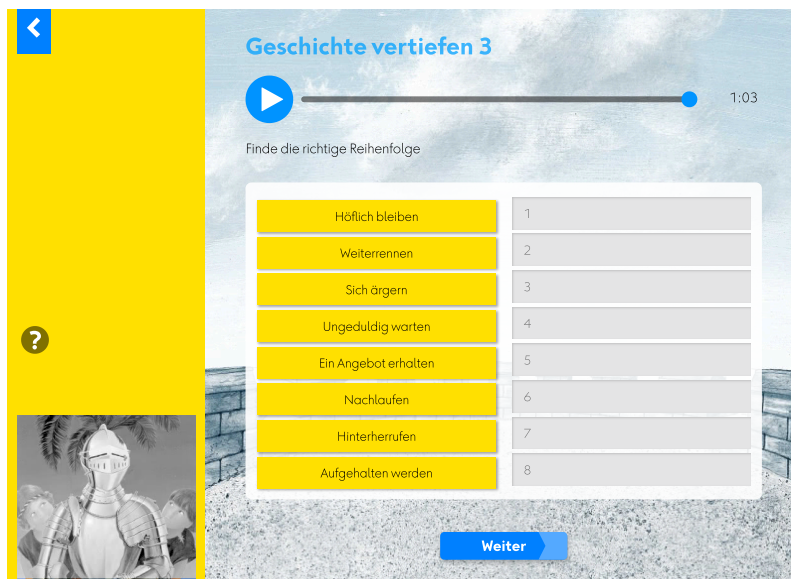 Geschichte vertiefen 3
1:03
Finde die richtige Reihenfolge
Höflich bleiben
1
Weiterrennen
2
Sich ärgern
3
Ungeduldig warten
4
Ein Angebot erhalten
5
Nachlaufen
6
Hinterherrufen
7
Aufgehalten werden
8
?
Weiter